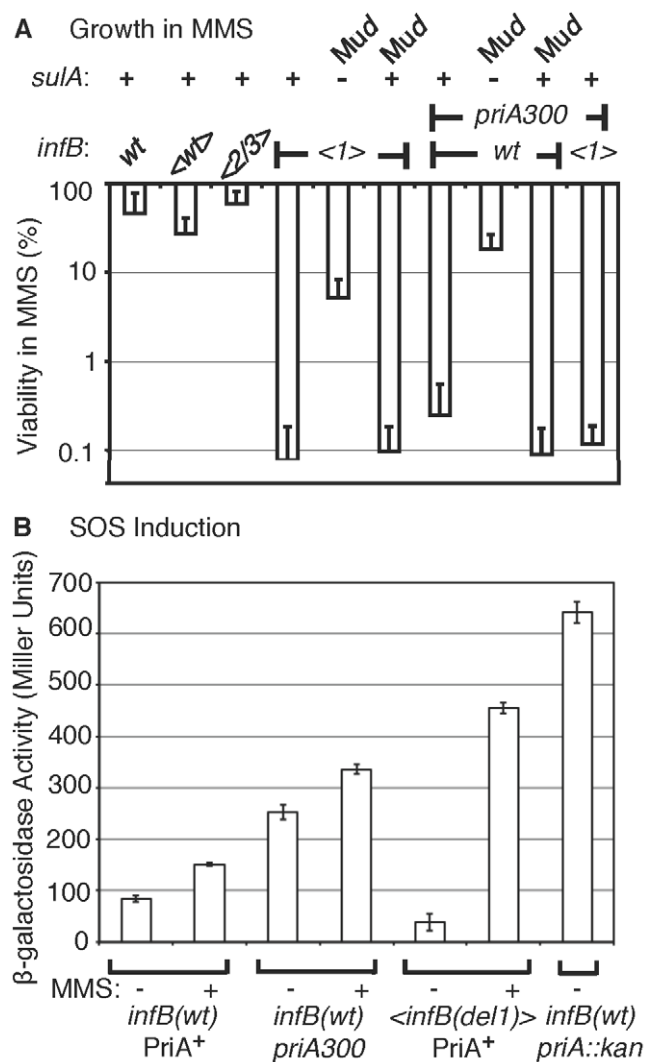 A Growth in MMS
Mud Mud Mud
sulA: + + + + - + + - + +
priA300
infB: wt <wt> <2/3> <1> wt <1>
Viability in MMS (%)
100
10
1
0.1
B SOS Induction
β-galactosidase Activity (Miller Units)
700
600
500
400
300
200
100
0
MMS: - + - + - + -
infB(wt) infB(wt) <infB(del1)> infB(wt)
PriA+ priA300 PriA+ priA::kan